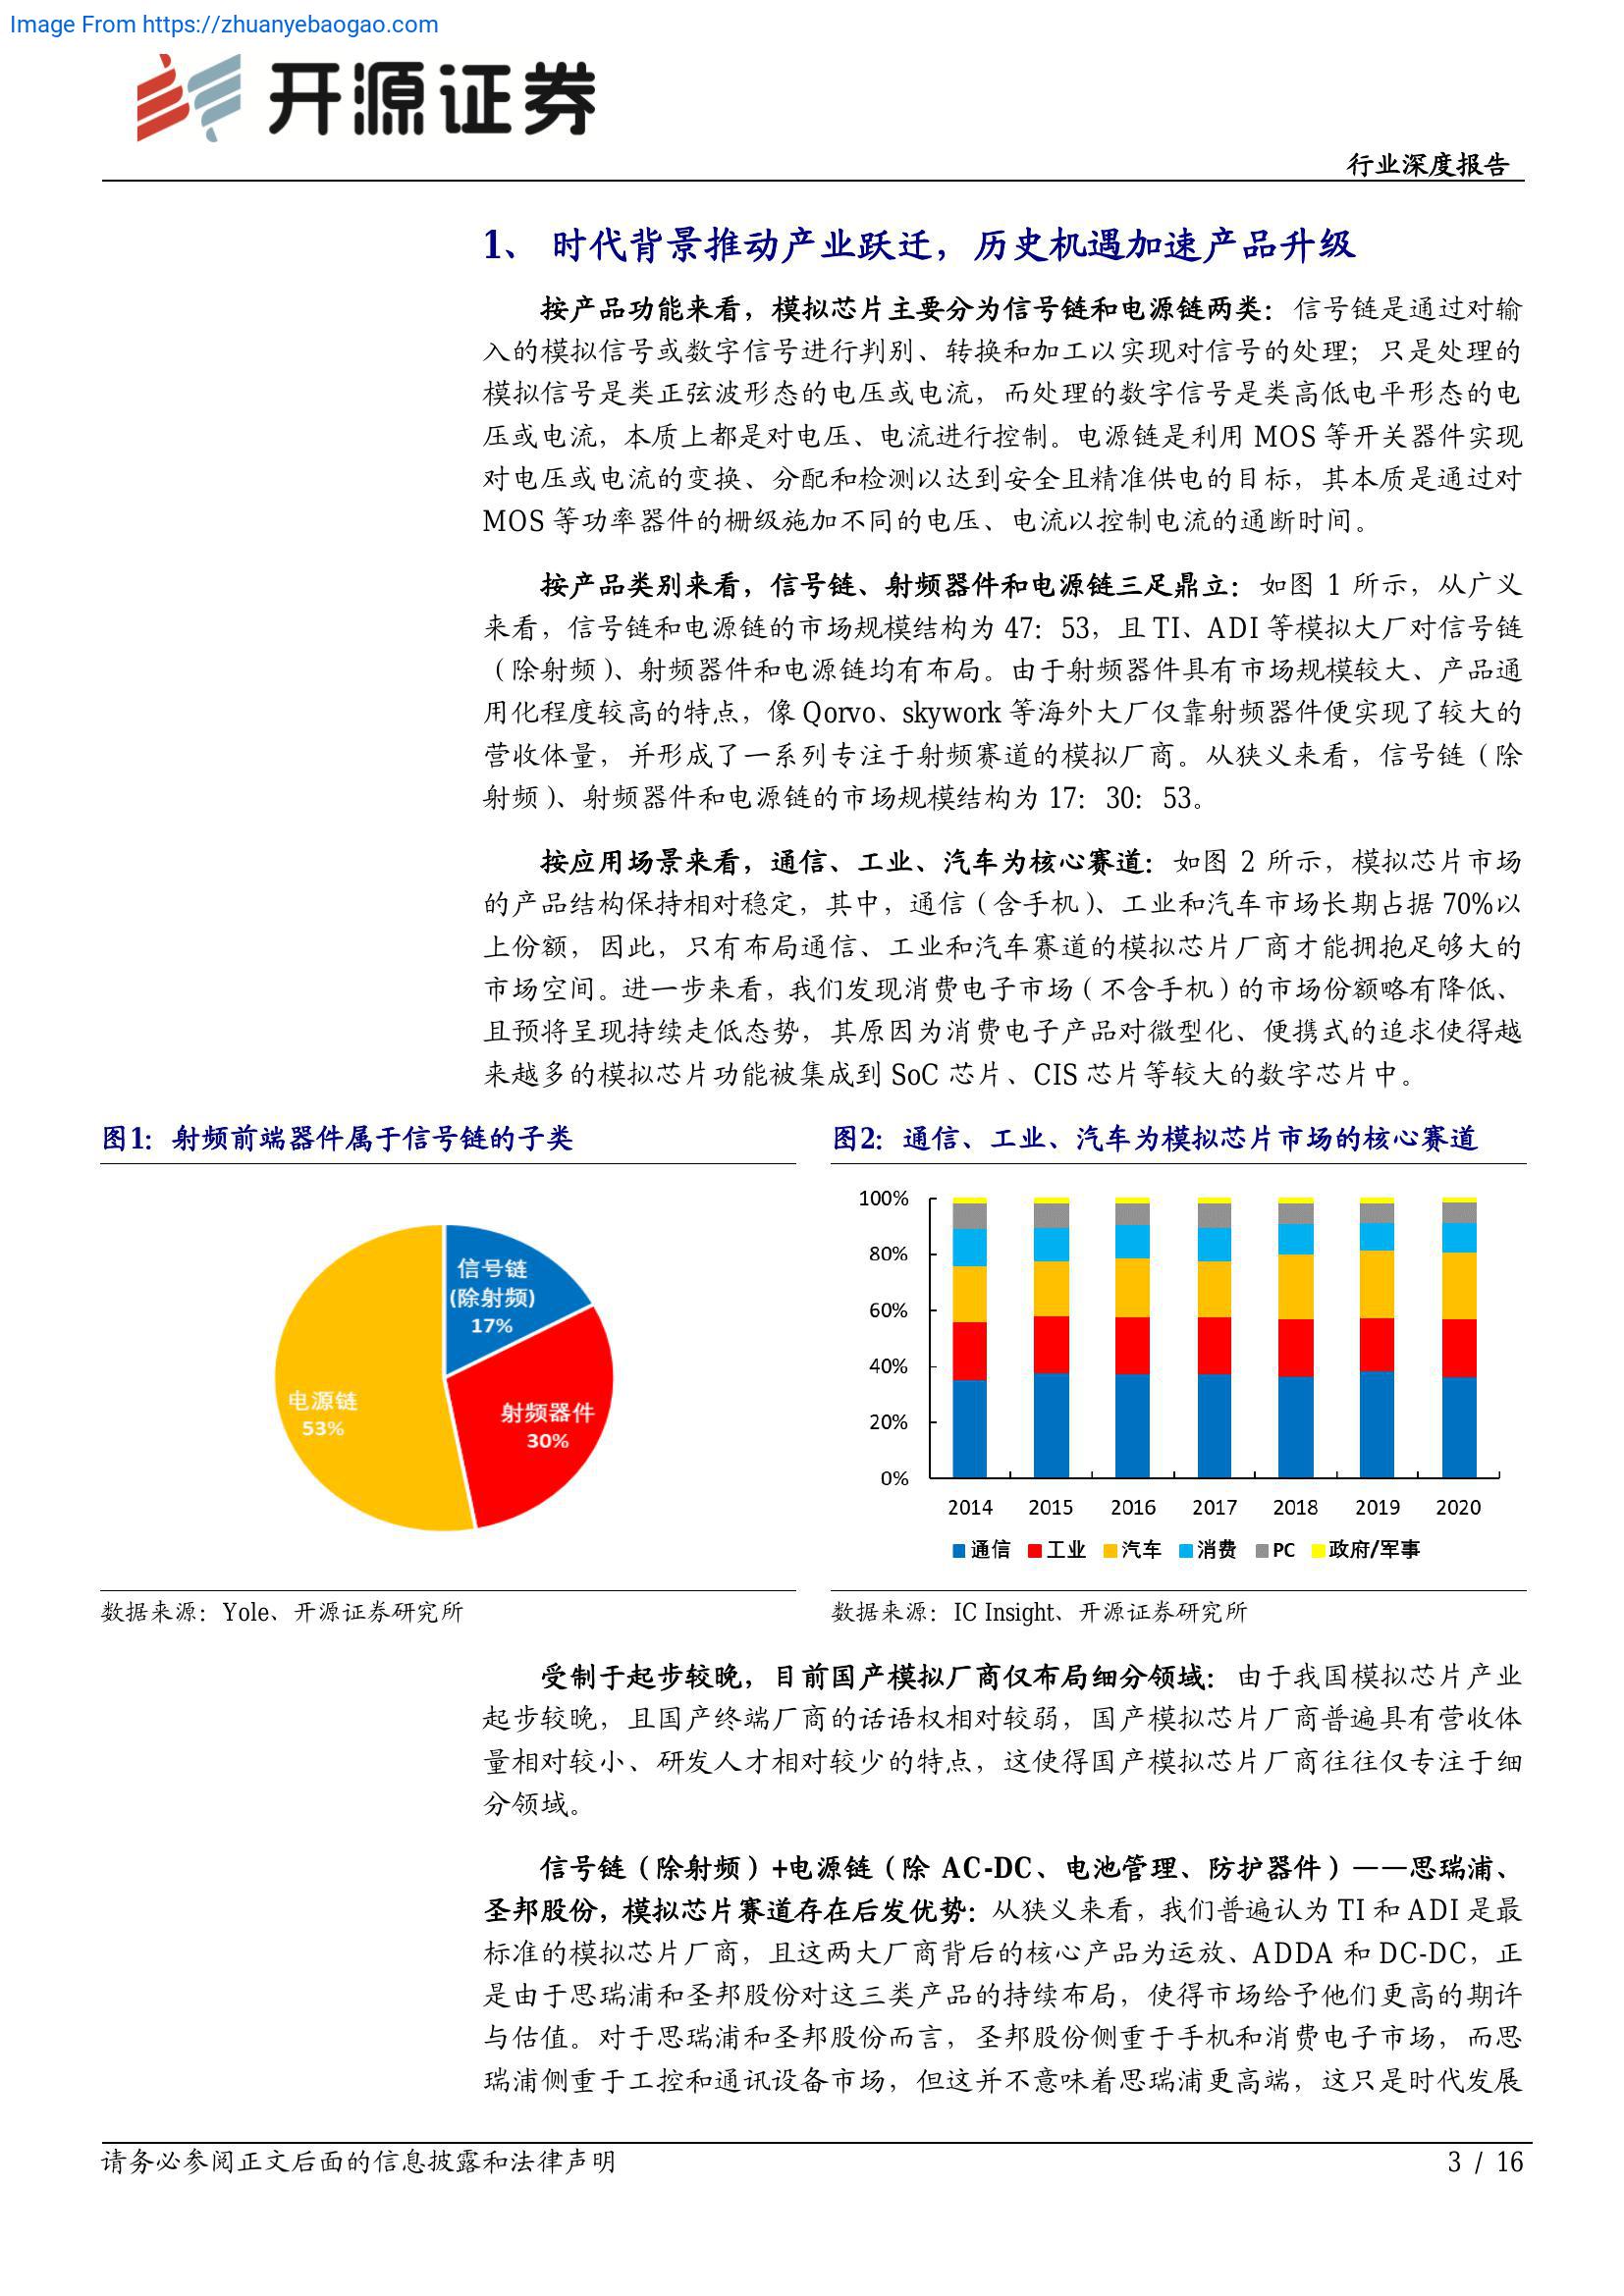 Image From https://zhuanyebaogao.com
开源证券
行业深度报告
1、 时代背景推动产业跃迁，历史机遇加速产品升级
按产品功能来看，模拟芯片主要分为信号链和电源链两类：信号链是通过对输
入的模拟信号或数字信号进行判别、转换和加工以实现对信号的处理；只是处理的
模拟信号是类正弦波形态的电压或电流，而处理的数字信号是类高低电平形态的电
压或电流，本质上都是对电压、电流进行控制。电源链是利用 MOS 等开关器件实现
对电压或电流的变换、分配和检测以达到安全且精准供电的目标，其本质是通过对
MOS 等功率器件的栅级施加不同的电压、电流以控制电流的通断时间。
按产品类别来看，信号链、射频器件和电源链三足鼎立：如图 1 所示，从广义
来看，信号链和电源链的市场规模结构为 47：53，且 TI、ADI 等模拟大厂对信号链
（除射频）、射频器件和电源链均有布局。由于射频器件具有市场规模较大、产品通
用化程度较高的特点，像 Qorvo、skywork 等海外大厂仅靠射频器件便实现了较大的
营收体量，并形成了一系列专注于射频赛道的模拟厂商。从狭义来看，信号链（除
射频）、射频器件和电源链的市场规模结构为 17：30：53。
按应用场景来看，通信、工业、汽车为核心赛道：如图 2 所示，模拟芯片市场
的产品结构保持相对稳定，其中，通信（含手机）、工业和汽车市场长期占据 70%以
上份额，因此，只有布局通信、工业和汽车赛道的模拟芯片厂商才能拥抱足够大的
市场空间。进一步来看，我们发现消费电子市场（不含手机）的市场份额略有降低、
且预将呈现持续走低态势，其原因为消费电子产品对微型化、便携式的追求使得越
来越多的模拟芯片功能被集成到 SoC 芯片、CIS 芯片等较大的数字芯片中。
图1：射频前端器件属于信号链的子类
信号链
(除射频)
17%
电源链
53%
射频器件
30%
数据来源：Yole、开源证券研究所
图2：通信、工业、汽车为模拟芯片市场的核心赛道
100%
80%
60%
40%
20%
0%
2014 2015 2016 2017 2018 2019 2020
通信 工业 汽车 消费 PC 政府/军事
数据来源：IC Insight、开源证券研究所
受制于起步较晚，目前国产模拟厂商仅布局细分领域：由于我国模拟芯片产业
起步较晚，且国产终端厂商的话语权相对较弱，国产模拟芯片厂商普遍具有营收体
量相对较小、研发人才相对较少的特点，这使得国产模拟芯片厂商往往仅专注于细
分领域。
信号链（除射频）+电源链（除 AC-DC、电池管理、防护器件）——思瑞浦、
圣邦股份，模拟芯片赛道存在后发优势：从狭义来看，我们普遍认为 TI 和 ADI 是最
标准的模拟芯片厂商，且这两大厂商背后的核心产品为运放、ADDA 和 DC-DC，正
是由于思瑞浦和圣邦股份对这三类产品的持续布局，使得市场给予他们更高的期许
与估值。对于思瑞浦和圣邦股份而言，圣邦股份侧重于手机和消费电子市场，而思
瑞浦侧重于工控和通讯设备市场，但这并不意味着思瑞浦更高端，这只是时代发展
请务必参阅正文后面的信息披露和法律声明
3 / 16